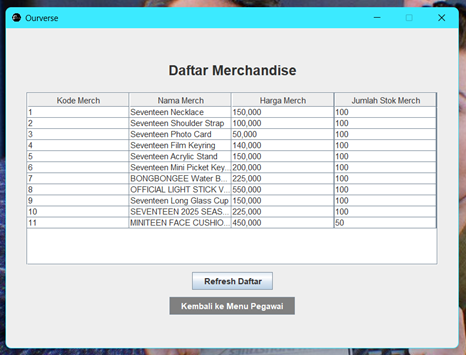 Ourverse
Daftar Merchandise
Kode Merch Nama Merch Harga Merch Jumlah Stok Merch
1 Seventeen Necklace 150,000 100
2 Seventeen Shoulder Strap 100,000 100
3 Seventeen Photo Card 50,000 100
4 Seventeen Film Keyring 140,000 100
5 Seventeen Acrylic Stand 150,000 100
6 Seventeen Mini Picket Key... 200,000 100
7 BONGBONGEE Water B... 225,000 100
8 OFFICIAL LIGHT STICK V... 550,000 100
9 Seventeen Long Glass Cup 150,000 100
10 SEVENTEEN 2025 SEAS... 225,000 100
11 MINITEEN FACE CUSHIO... 450,000 50
Refresh Daftar
Kembali ke Menu Pegawai